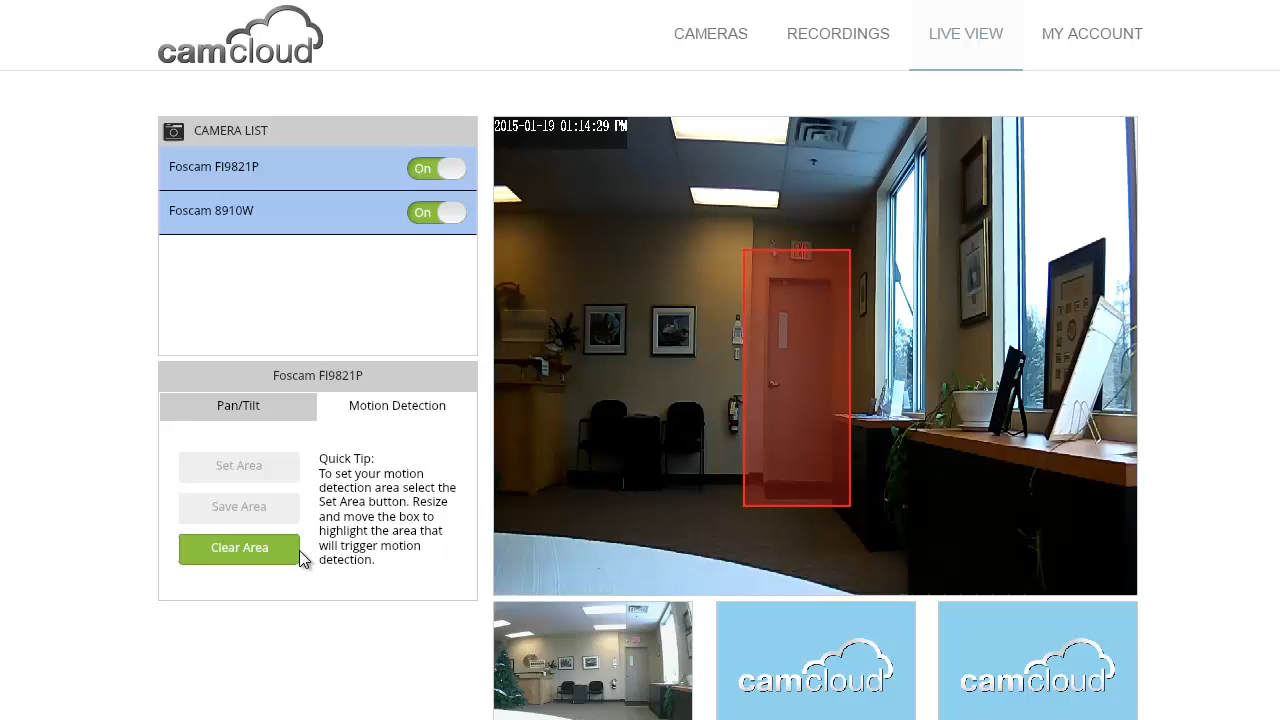 camcloud
CAMERAS
RECORDINGS
LIVE VIEW
MY ACCOUNT
CAMERA LIST
Foscam FI9821P
On
Foscam 8910W
On
2015-01-19 01:14:29 PM
EXIT
Foscam FI9821P
Pan/Tilt
Motion Detection
Set Area
Save Area
Clear Area
Quick Tip:
To set your motion
detection area select the
Set Area button. Resize
and move the box to
highlight the area that
will trigger motion
detection.
camcloud
camcloud